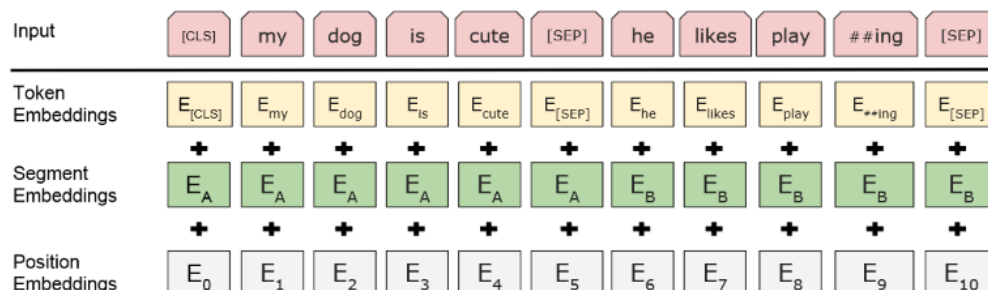 Input [CLS] my dog is cute [SEP] he likes play ##ing [SEP]
Token
Embeddings
E[CLS] Emy Edog Eis Ecute E[SEP] Ehe Elikes Eplay E##ing E[SEP]
+ + + + + + + + + + +
Segment
Embeddings
EA EA EA EA EA EA EB EB EB EB EB
+ + + + + + + + + + +
Position
Embeddings
E0 E1 E2 E3 E4 E5 E6 E7 E8 E9 E10